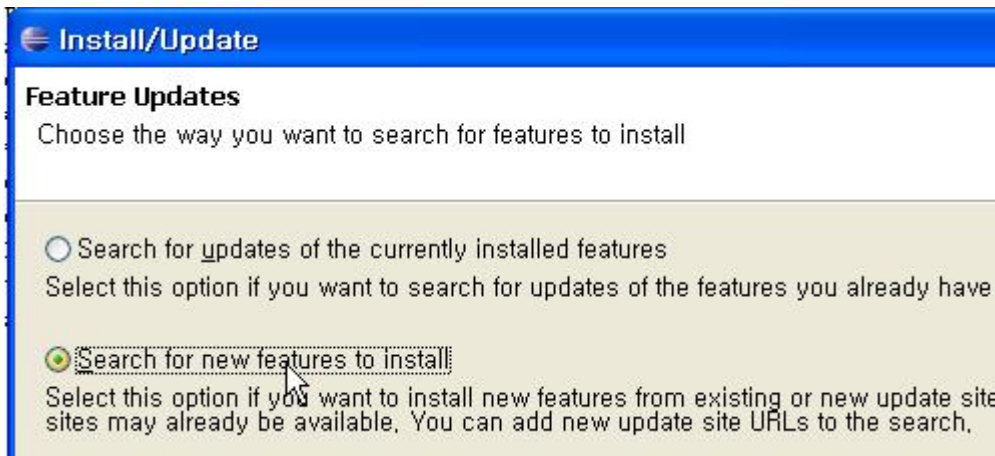 Install/Update
Feature Updates
Choose the way you want to search for features to install
Search for updates of the currently installed features
Select this option if you want to search for updates of the features you already have
Search for new features to install
Select this option if you want to install new features from existing or new update site
sites may already be available, You can add new update site URLs to the search,